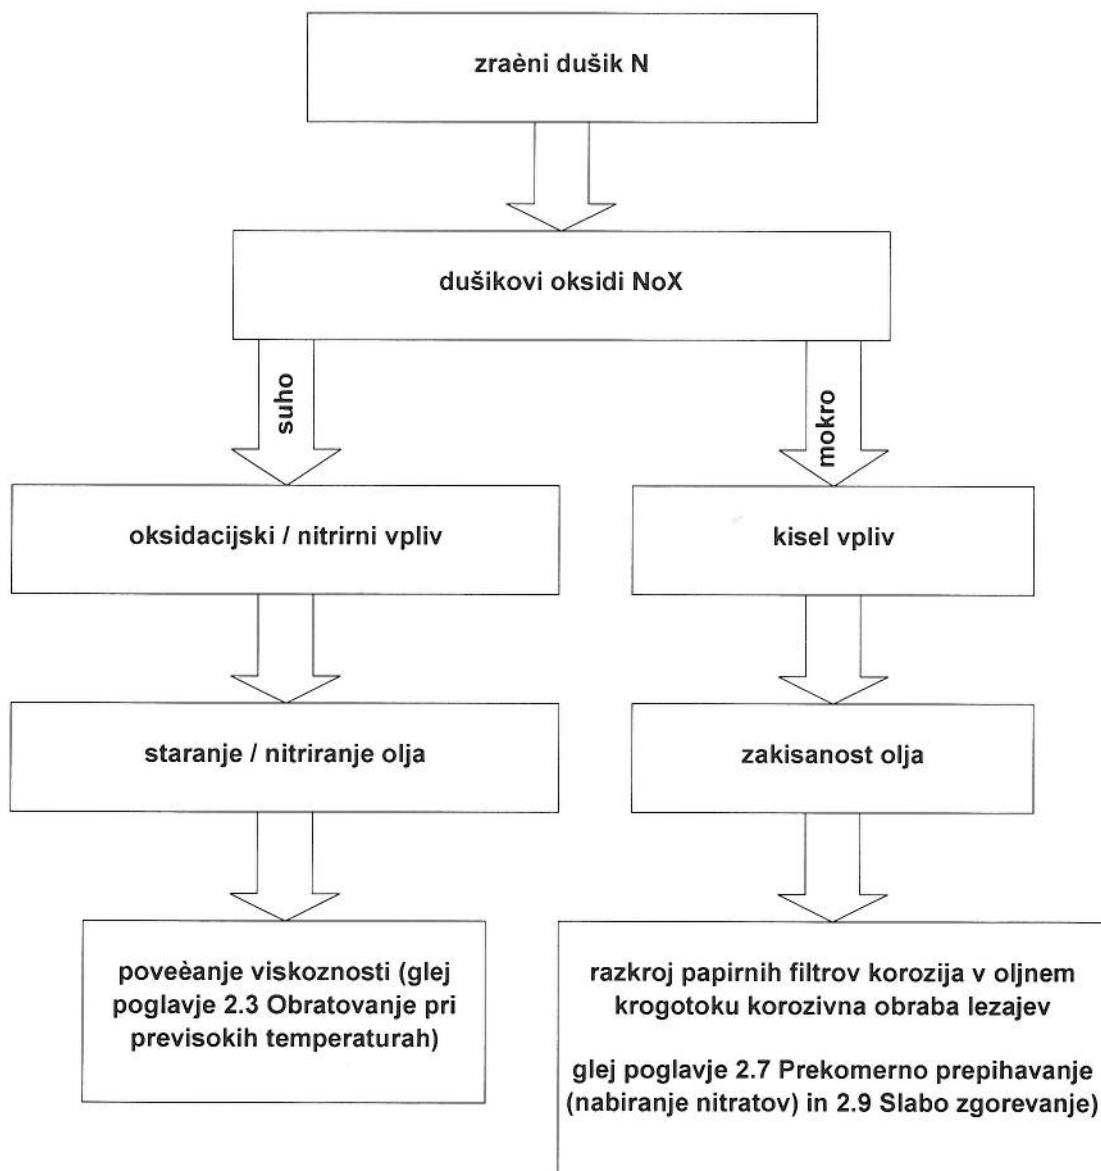 zraèni dušik N
dušikovi oksidi NoX
suho
mokro
oksidacijski / nitrirni vpliv
kisel vpliv
staranje / nitriranje olja
zakisanost olja
poveèanje viskoznosti (glej
poglavje 2.3 Obratovanje pri
previsokih temperaturah)
razkroj papirnih filtrov korozija v oljnem
krogotoku korozivna obraba lezajev
glej poglavje 2.7 Prekomerno prepihavanje
(nabiranje nitratov) in 2.9 Slabo zgorevanje)